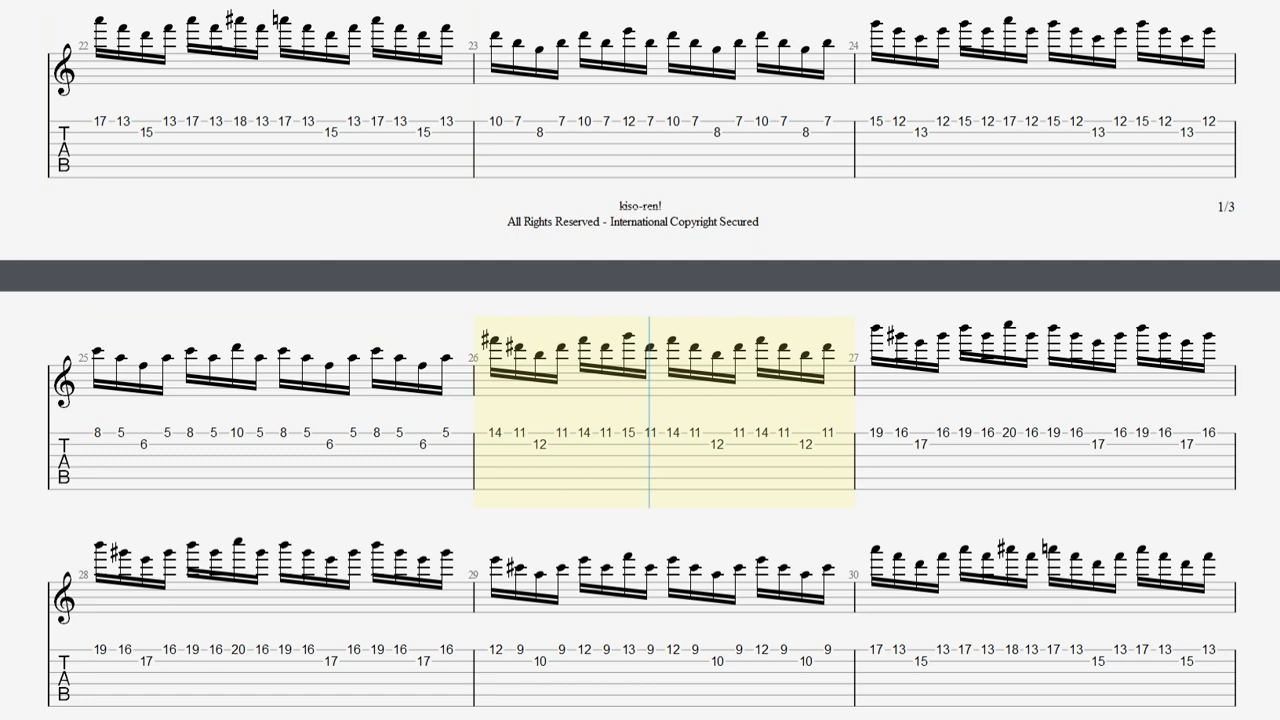 22 23 24
17 13 13 17 13 18 13 17 13 13 17 13 13 10 7 7 10 7 12 7 10 7 7 10 7 7 15 12 12 15 12 17 12 15 12 12 15 12 12
T 15 15 15 8 8 8 13 13 13
A
B
kiso-ren!
All Rights Reserved - International Copyright Secured
1/3
25 26 27
8 5 5 8 5 10 5 8 5 5 8 5 5 14 11 11 14 11 15 11 14 11 11 14 11 11 19 16 16 19 16 20 16 19 16 16 19 16 16
T 6 6 6 12 12 12 17 17 17
A
B
28 29 30
19 16 16 19 16 20 16 19 16 16 19 16 16 12 9 9 12 9 13 9 12 9 9 12 9 9 17 13 13 17 13 18 13 17 13 13 17 13 13
T 17 17 17 10 10 10 15 15 15
A
B